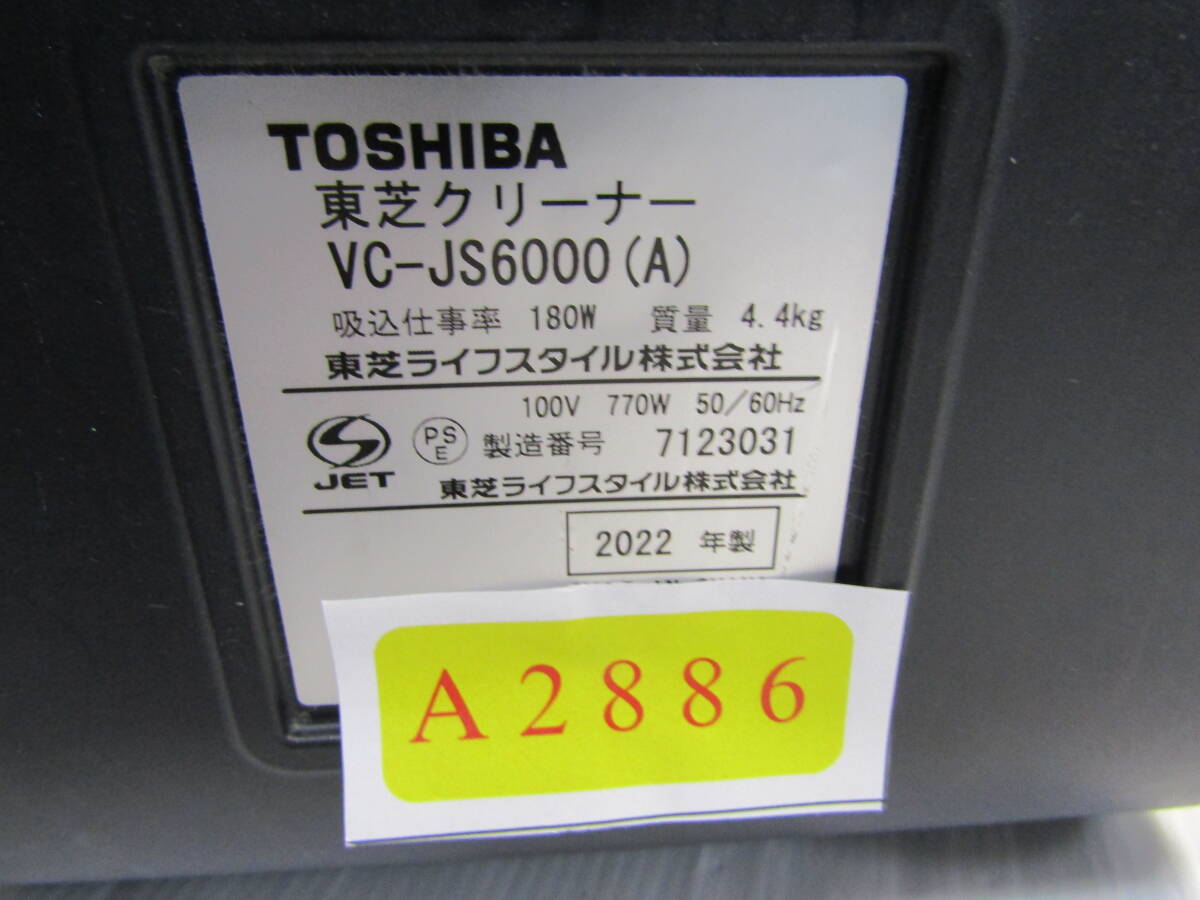 TOSHIBA
東芝クリーナー
VC-JS6000(A)
吸込仕事率 180W 質量 4.4kg
東芝ライフスタイル株式会社
100V 770W 50/60Hz
JET PSE 製造番号 7123031
東芝ライフスタイル株式会社
2022 年製
A2886